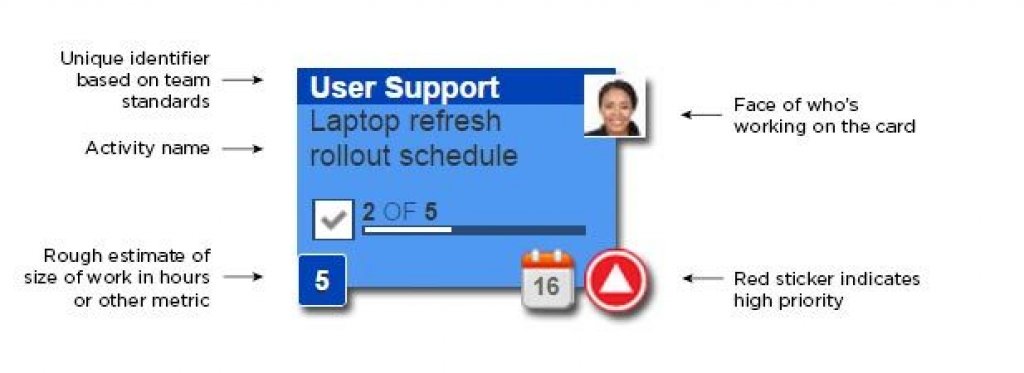 Unique identifier
based on team
standards
User Support
Face of who's
working on the card
Activity name
Laptop refresh
rollout schedule
2 OF 5
Rough estimate of
size of work in hours
or other metric
5
16
Red sticker indicates
high priority